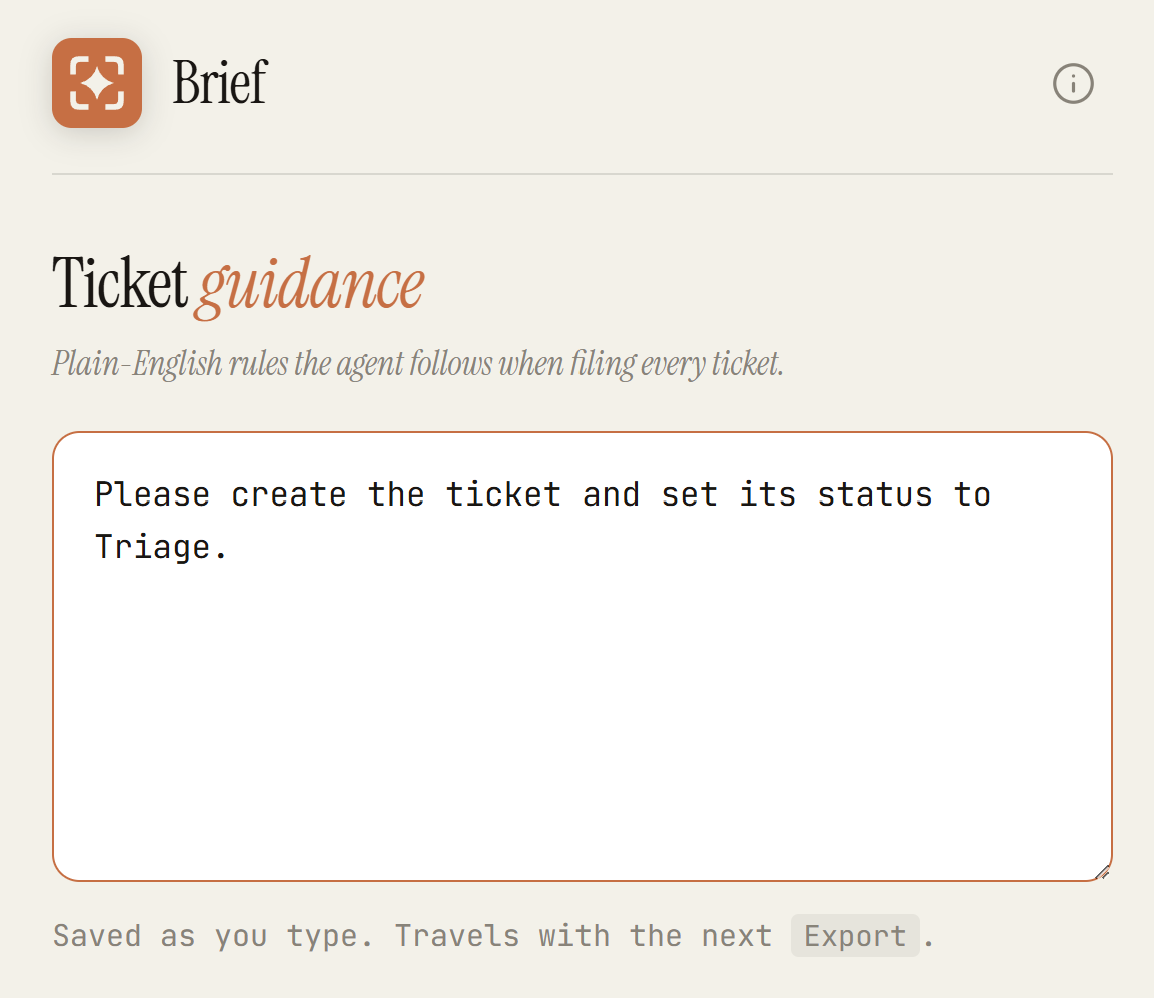 Brief
Ticket guidance
Plain-English rules the agent follows when filing every ticket.
Please create the ticket and set its status to
Triage.
Saved as you type. Travels with the next Export.